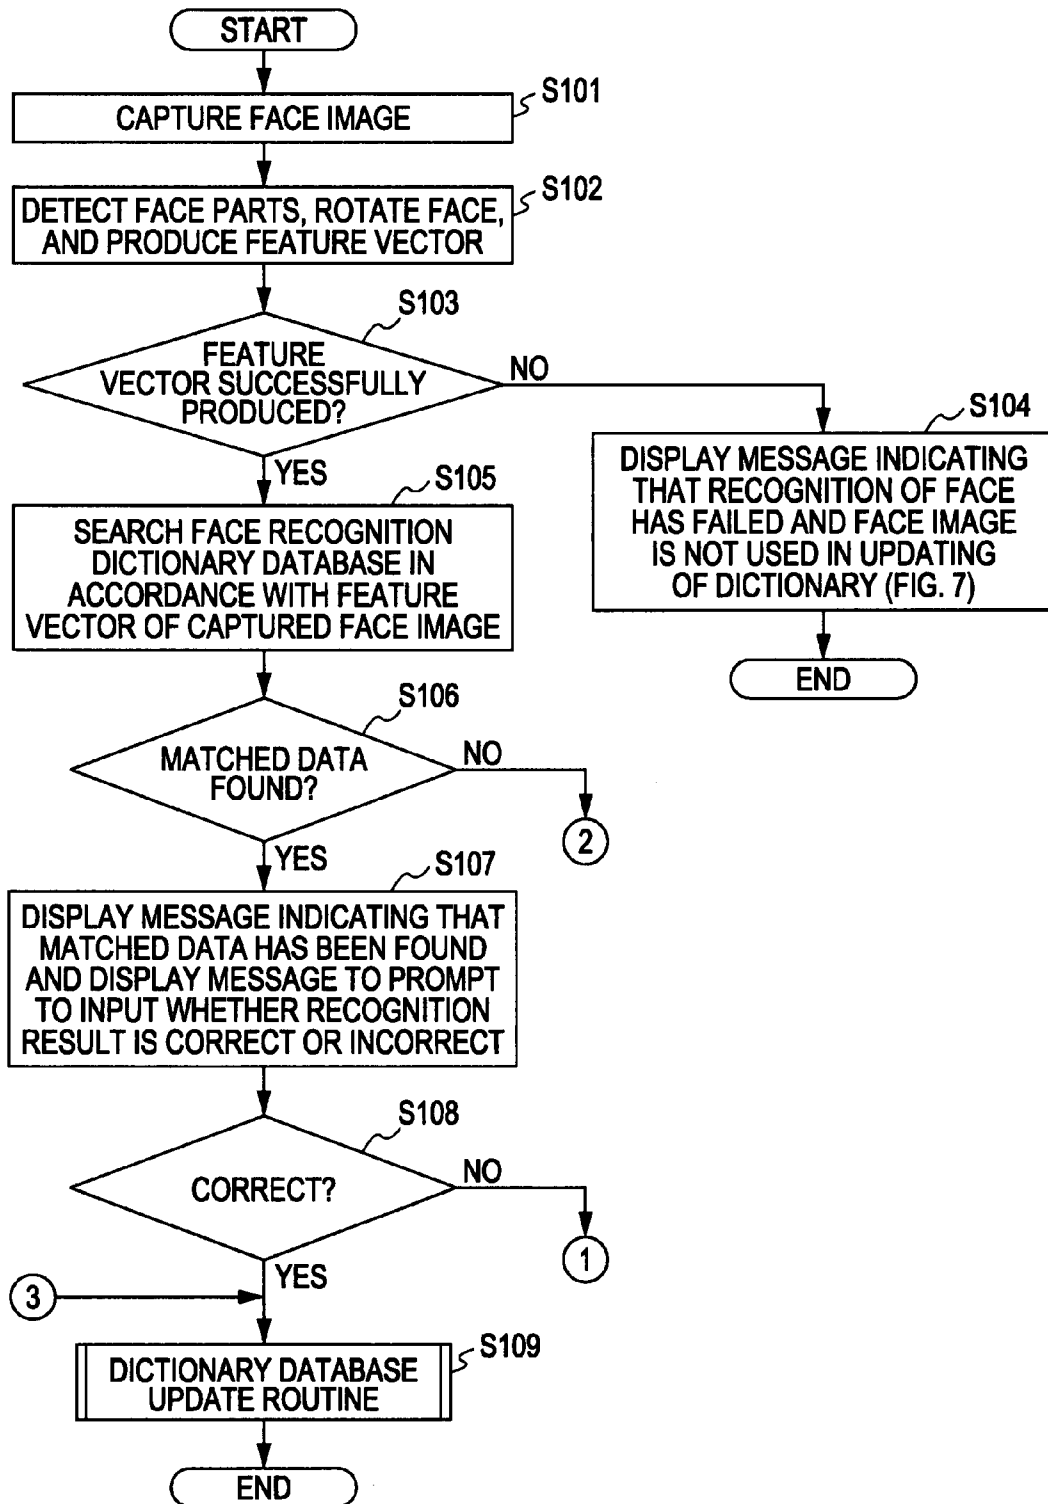 START
S101
CAPTURE FACE IMAGE
S102
DETECT FACE PARTS, ROTATE FACE,
AND PRODUCE FEATURE VECTOR
S103
FEATURE
VECTOR SUCCESSFULLY
PRODUCED?
NO
YES
S104
DISPLAY MESSAGE INDICATING
THAT RECOGNITION OF FACE
HAS FAILED AND FACE IMAGE
IS NOT USED IN UPDATING
OF DICTIONARY (FIG. 7)
END
S105
SEARCH FACE RECOGNITION
DICTIONARY DATABASE IN
ACCORDANCE WITH FEATURE
VECTOR OF CAPTURED FACE IMAGE
S106
MATCHED DATA
FOUND?
NO
2
YES
S107
DISPLAY MESSAGE INDICATING THAT
MATCHED DATA HAS BEEN FOUND
AND DISPLAY MESSAGE TO PROMPT
TO INPUT WHETHER RECOGNITION
RESULT IS CORRECT OR INCORRECT
S108
CORRECT?
NO
1
YES
3
S109
DICTIONARY DATABASE
UPDATE ROUTINE
END